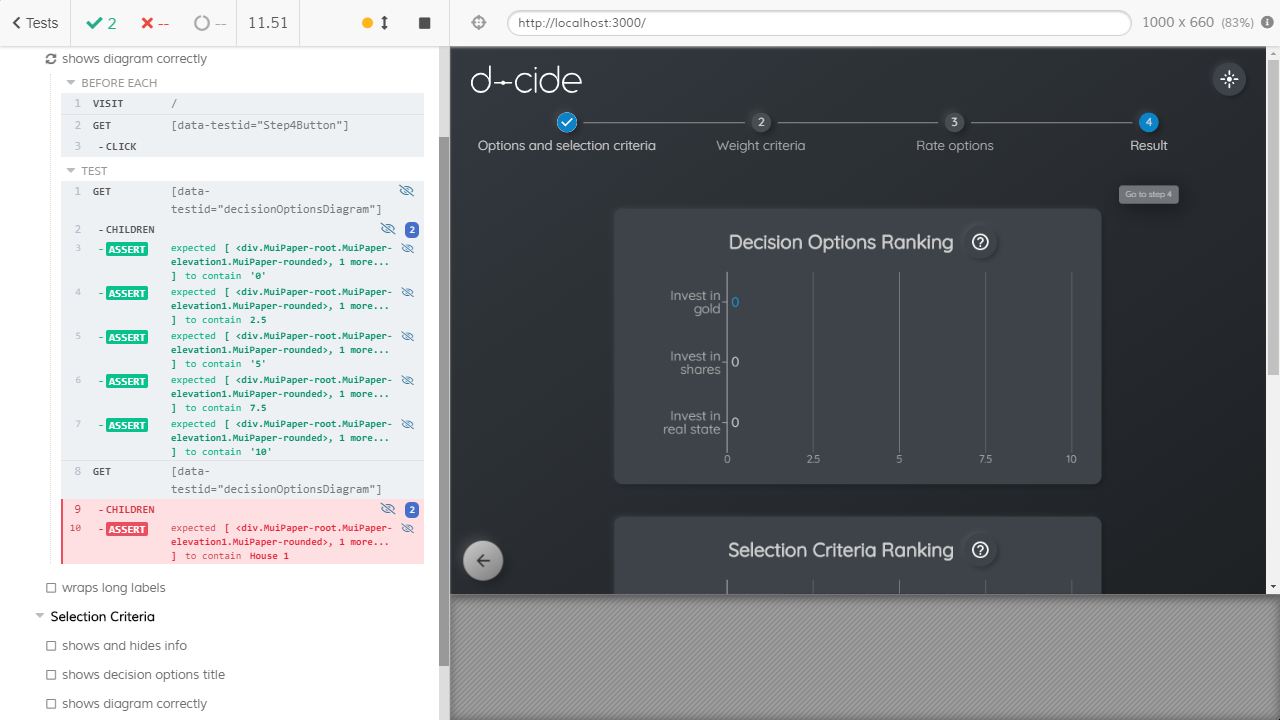 Tests
2
--
--
11.51
http://localhost:3000/
1000 x 660 (83%)
shows diagram correctly
BEFORE EACH
1 VISIT /
2 GET [data-testid="Step4Button"]
3 -CLICK
TEST
1 GET [data-
testid="decisionOptionsDiagram"]
2 -CHILDREN 2
3 -ASSERT expected [ <div.MuiPaper-root.MuiPaper-
elevation1.MuiPaper-rounded>, 1 more...
] to contain '0'
4 -ASSERT expected [ <div.MuiPaper-root.MuiPaper-
elevation1.MuiPaper-rounded>, 1 more...
] to contain 2.5
5 -ASSERT expected [ <div.MuiPaper-root.MuiPaper-
elevation1.MuiPaper-rounded>, 1 more...
] to contain '5'
6 -ASSERT expected [ <div.MuiPaper-root.MuiPaper-
elevation1.MuiPaper-rounded>, 1 more...
] to contain 7.5
7 -ASSERT expected [ <div.MuiPaper-root.MuiPaper-
elevation1.MuiPaper-rounded>, 1 more...
] to contain '10'
8 GET [data-
testid="decisionOptionsDiagram"]
9 -CHILDREN 2
10 -ASSERT expected [ <div.MuiPaper-root.MuiPaper-
elevation1.MuiPaper-rounded>, 1 more...
] to contain House 1
wraps long labels
Selection Criteria
shows and hides info
shows decision options title
shows diagram correctly
d-cide
2 3 4
Options and selection criteria Weight criteria Rate options Result
Go to step 4
Decision Options Ranking
Invest in
gold
0
Invest in
shares
0
Invest in
real state
0
0 2.5 5 7.5 10
Selection Criteria Ranking